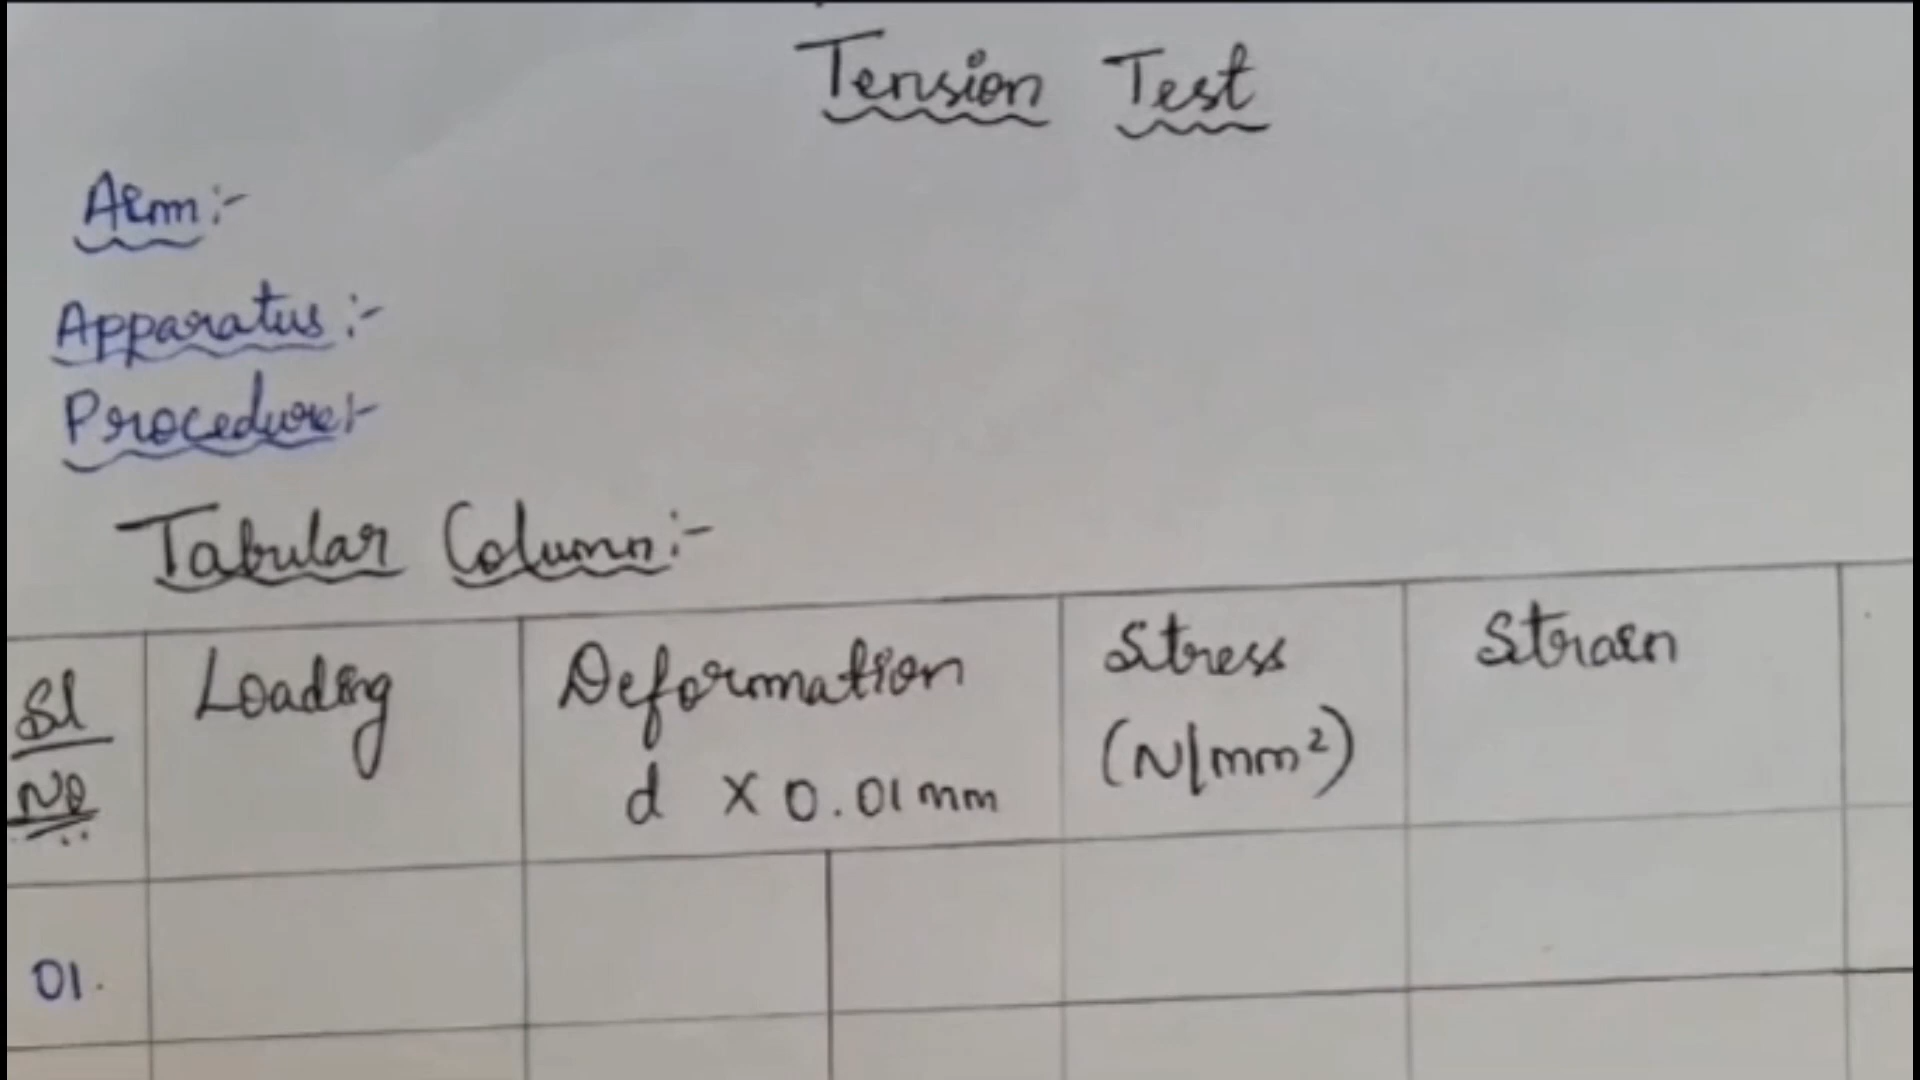 Tension Test
Aim:-
Apparatus:-
Procedure:-
Tabular Column:-
Sl No
Loading
Deformation
d x 0.01mm
Stress
(N/mm²)
Strain
01.